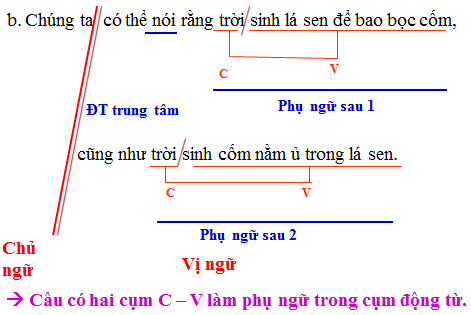 b. Chúng ta/ có thể nói rằng trời/ sinh lá sen để bao bọc cốm,
C V
ĐT trung tâm Phụ ngữ sau 1
cũng như trời/sinh cốm nằm ủ trong lá sen.
C V
Phụ ngữ sau 2
Chủ ngữ
Vị ngữ
→ Câu có hai cụm C – V làm phụ ngữ trong cụm động từ.